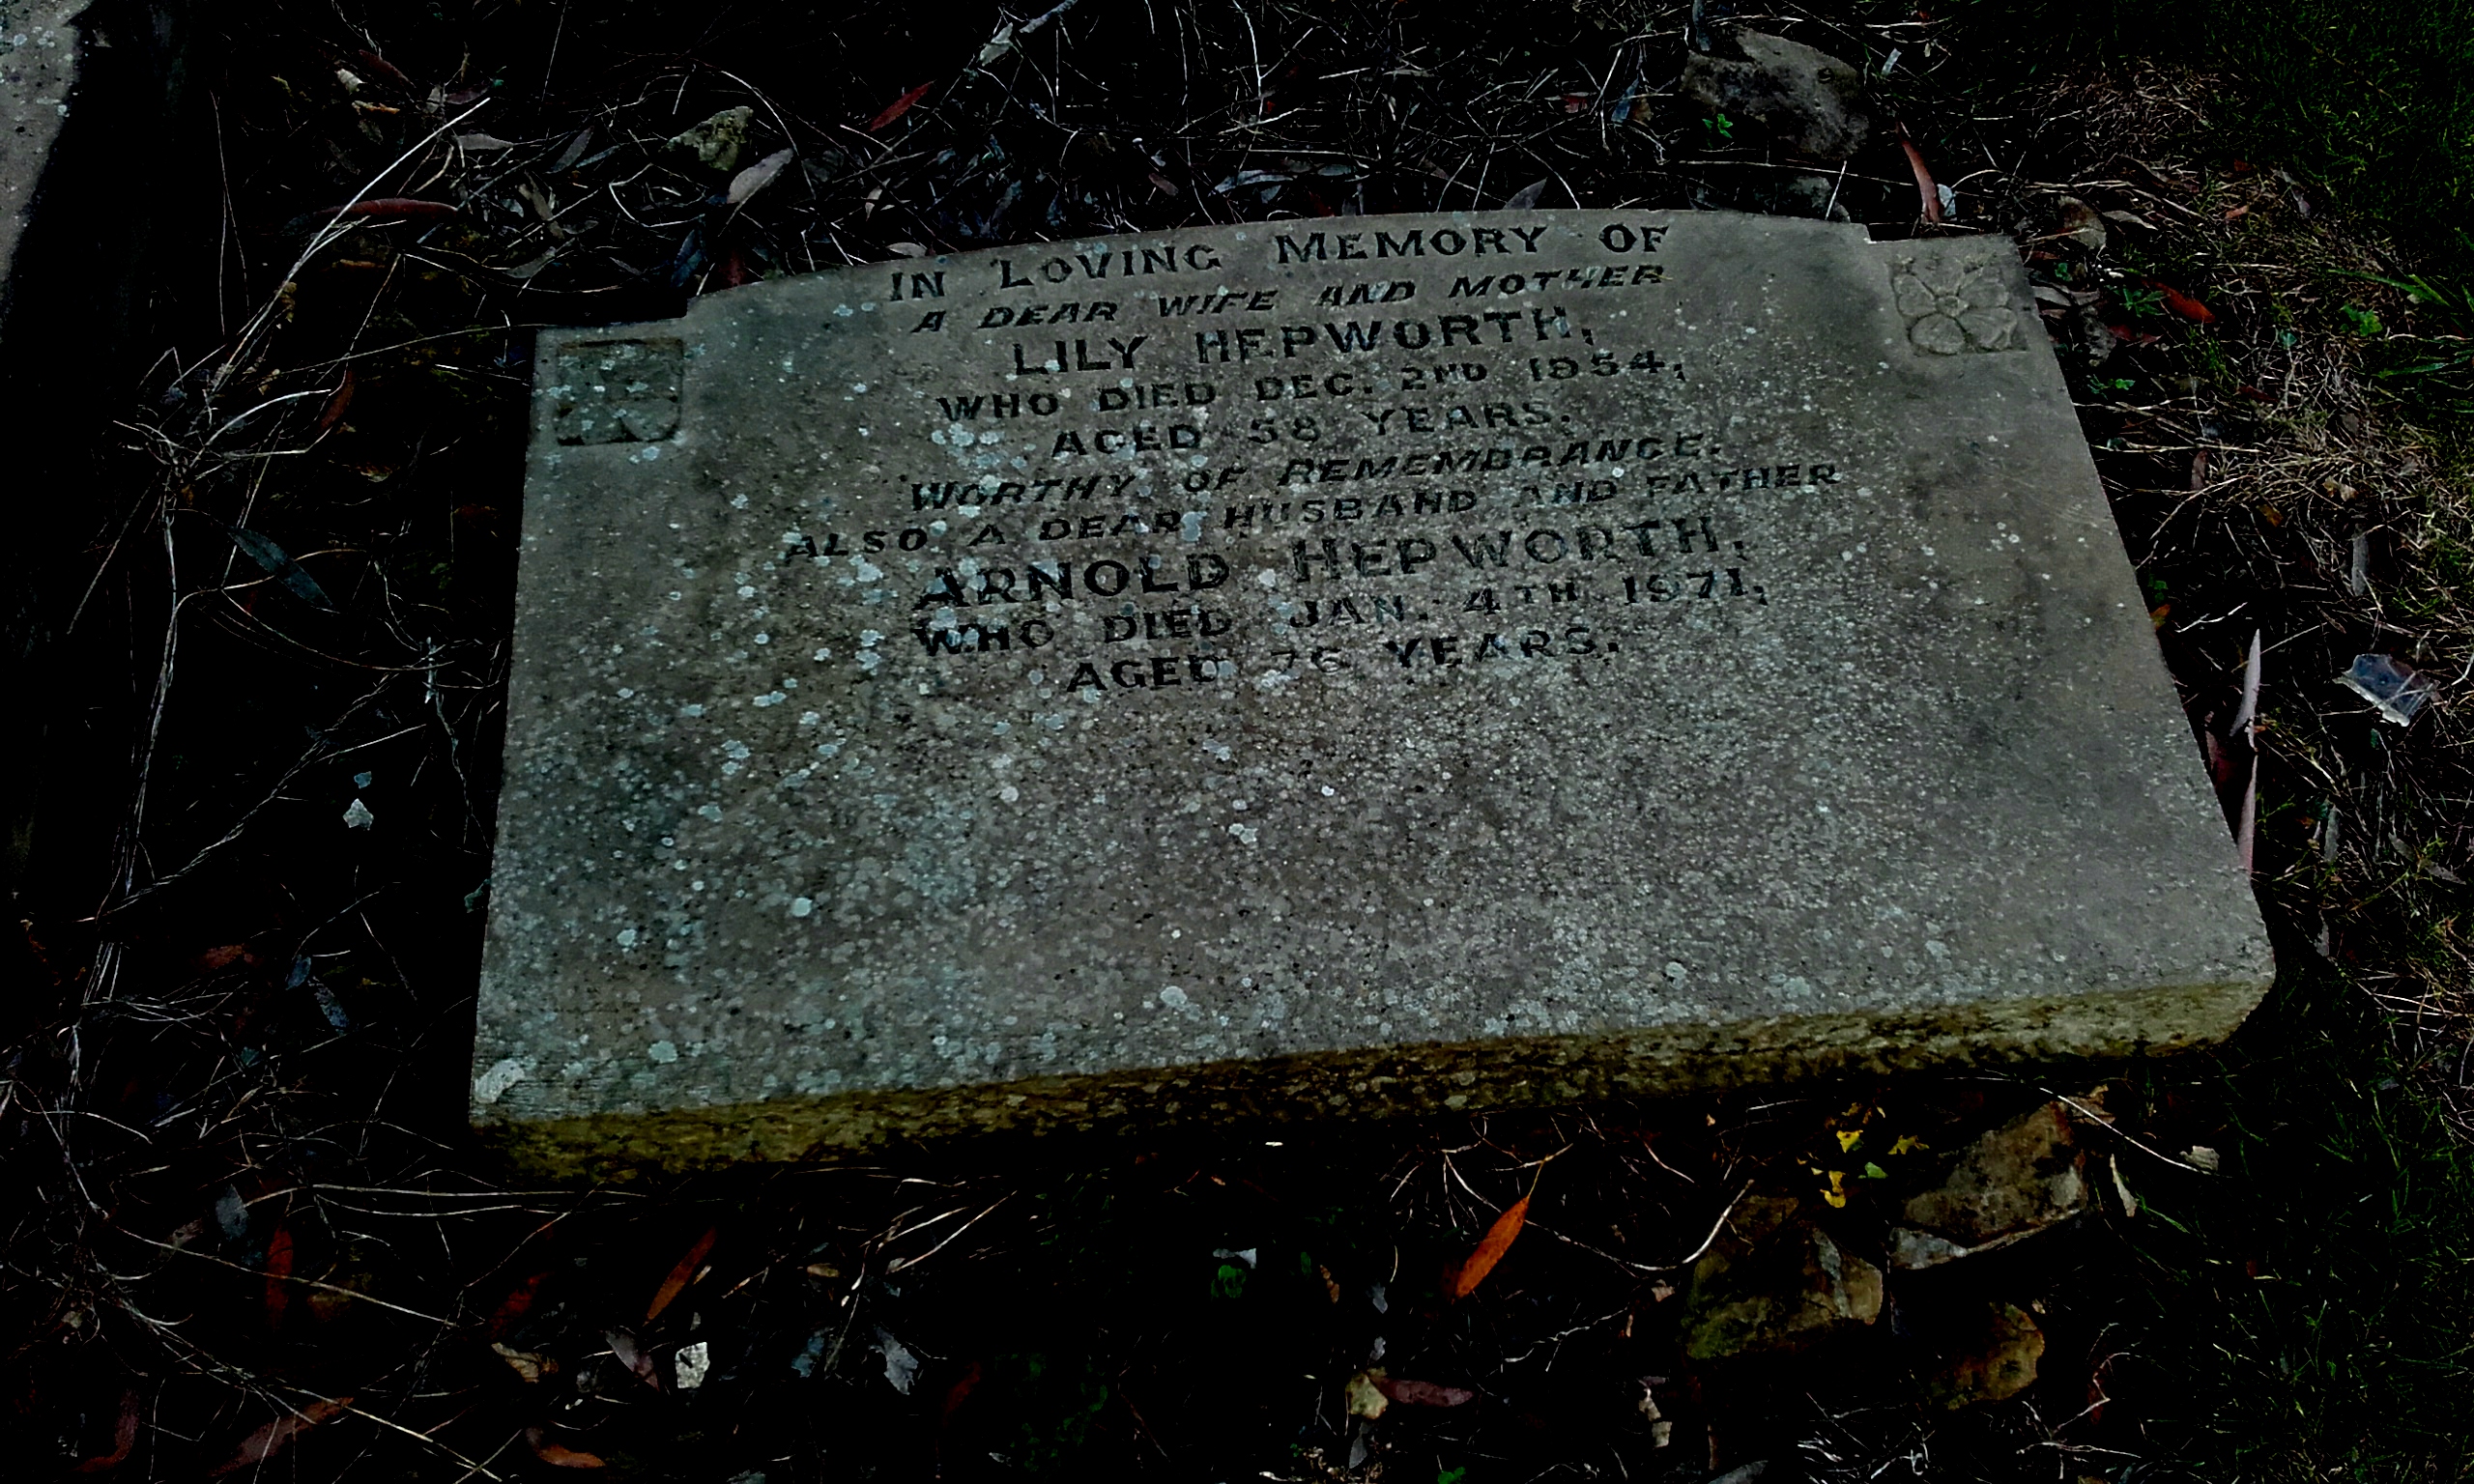 IN LOVING MEMORY OF
A DEAR WIFE AND MOTHER
LILY HEPWORTH,
WHO DIED DEC. 2ND 1954,
AGED 58 YEARS.
WORTHY OF REMEMBRANCE.
ALSO A DEAR HUSBAND AND FATHER
ARNOLD HEPWORTH,
WHO DIED JAN. 4TH 1971,
AGED 76 YEARS.